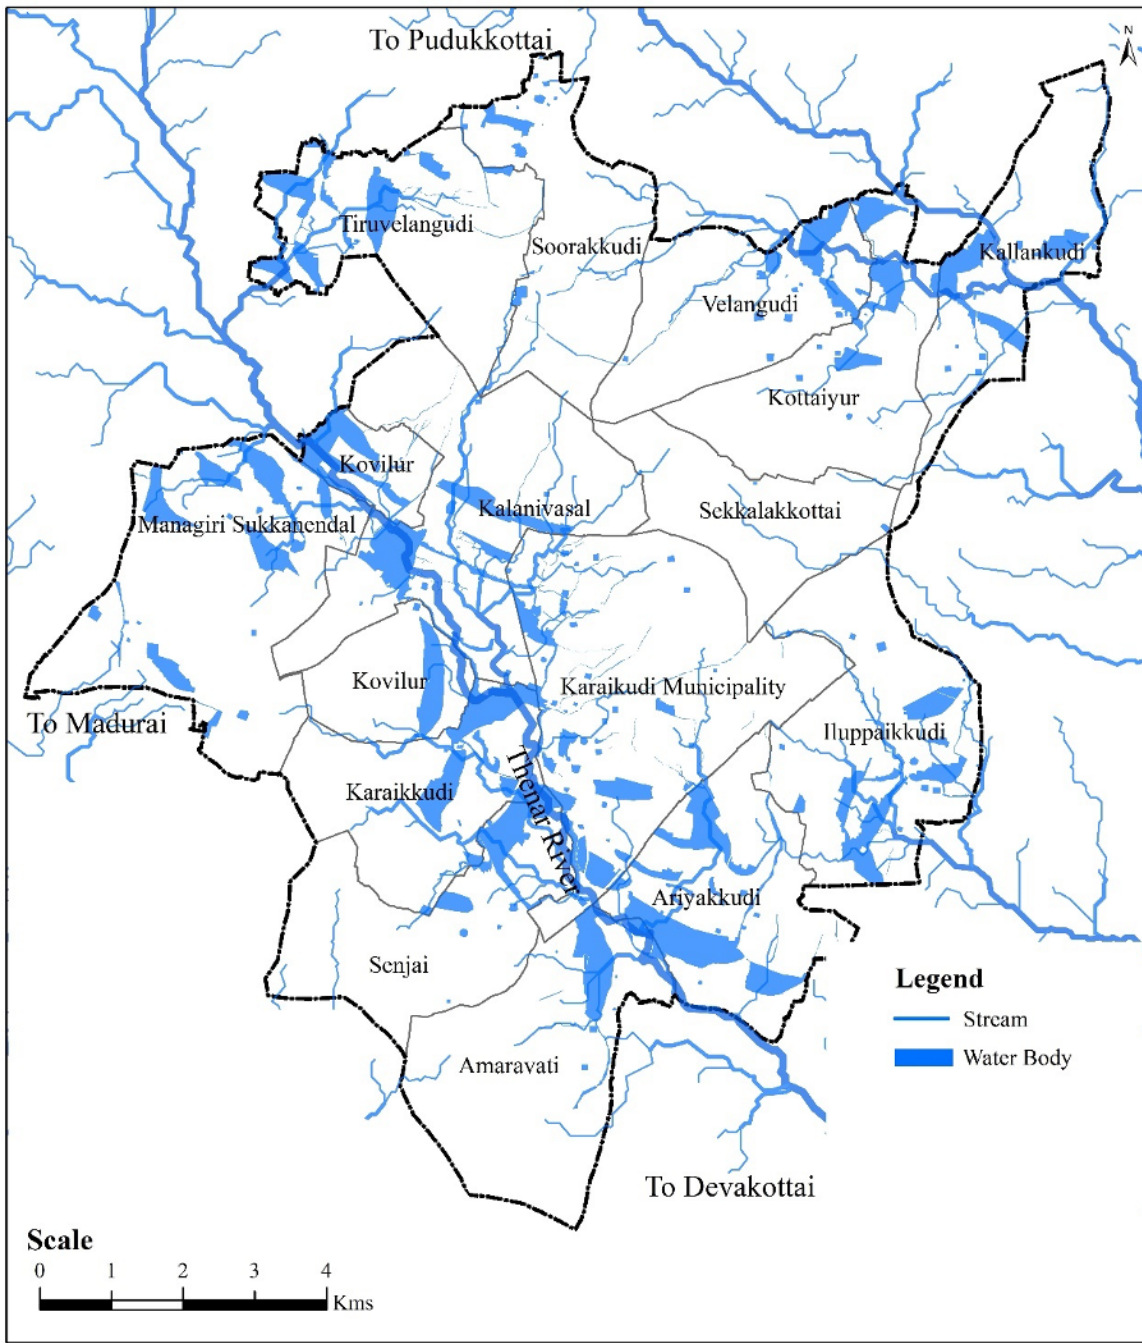 To Pudukkottai
N
Tiruvelangudi
Soorakkudi
Kallankudi
Velangudi
Kottaiyur
Kovilur
Kalanivasal
Sekkalakkottai
Managiri Sukkanendal
Kovilur
Karaikudi Municipality
To Madurai
Iluppaikkudi
Karaikkudi
Thenar River
Ariyakkudi
Senjai
Legend
Stream
Water Body
Amaravati
To Devakottai
Scale
0 1 2 3 4
Kms